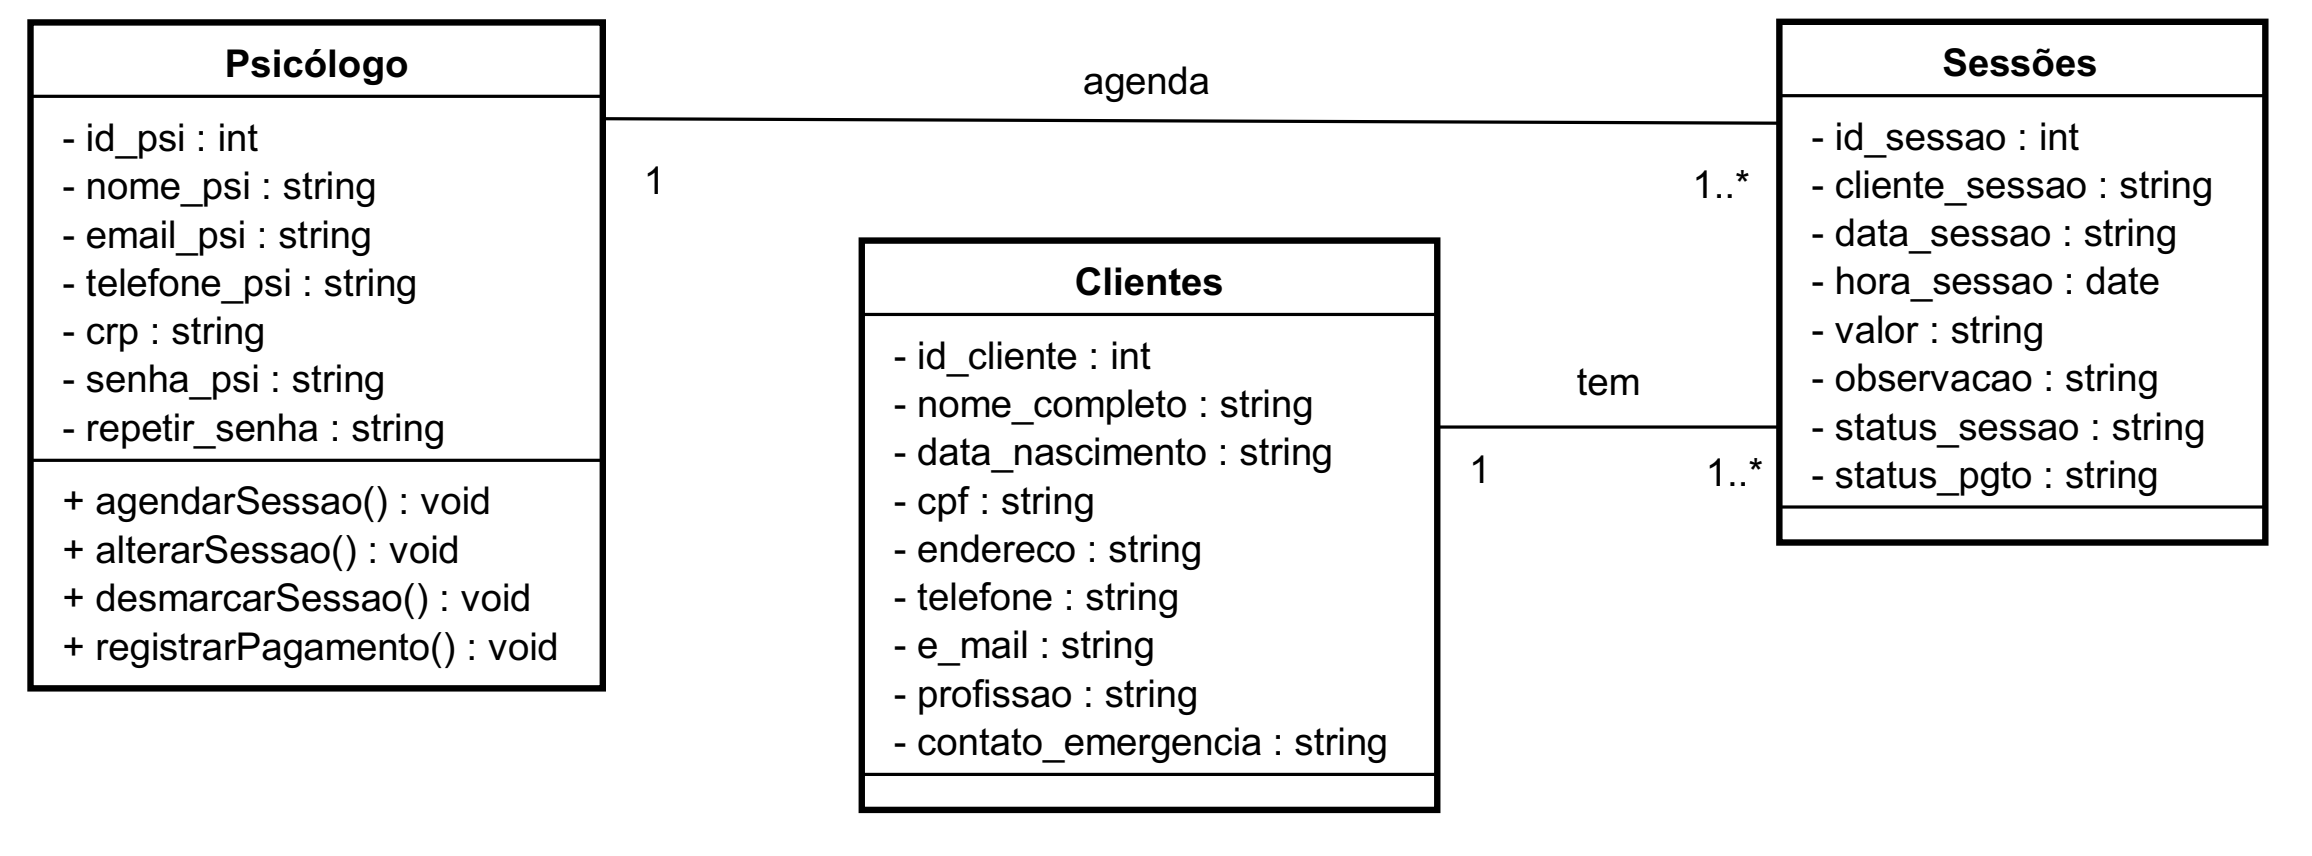 Psicólogo
- id_psi : int
- nome_psi : string
- email_psi : string
- telefone_psi : string
- crp : string
- senha_psi : string
- repetir_senha : string
+ agendarSessao() : void
+ alterarSessao() : void
+ desmarcarSessao() : void
+ registrarPagamento() : void
agenda
1
1..*
Clientes
- id_cliente : int
- nome_completo : string
- data_nascimento : string
- cpf : string
- endereco : string
- telefone : string
- e_mail : string
- profissao : string
- contato_emergencia : string
tem
1
1..*
Sessões
- id_sessao : int
- cliente_sessao : string
- data_sessao : string
- hora_sessao : date
- valor : string
- observacao : string
- status_sessao : string
- status_pgto : string